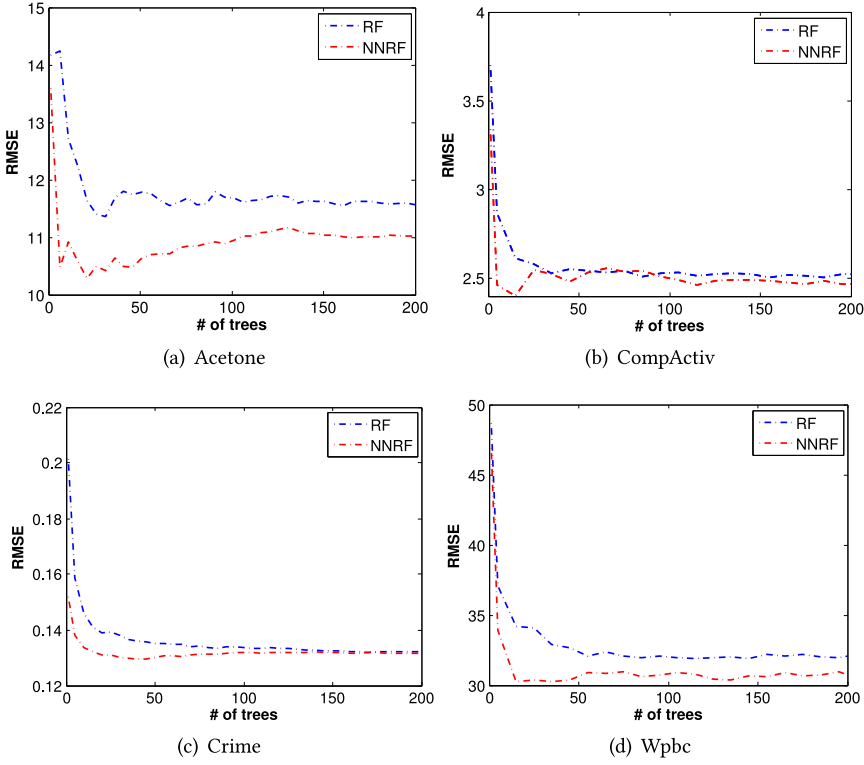 15
14
13
12
11
10
RMSE
0 50 100 150 200
# of trees
RF
NNRF
(a) Acetone
4
3.5
3
2.5
RMSE
0 50 100 150 200
# of trees
RF
NNRF
(b) CompActiv
0.22
0.2
0.18
0.16
0.14
0.12
RMSE
0 50 100 150 200
# of trees
RF
NNRF
(c) Crime
50
45
40
35
30
RMSE
0 50 100 150 200
# of trees
RF
NNRF
(d) Wpbc